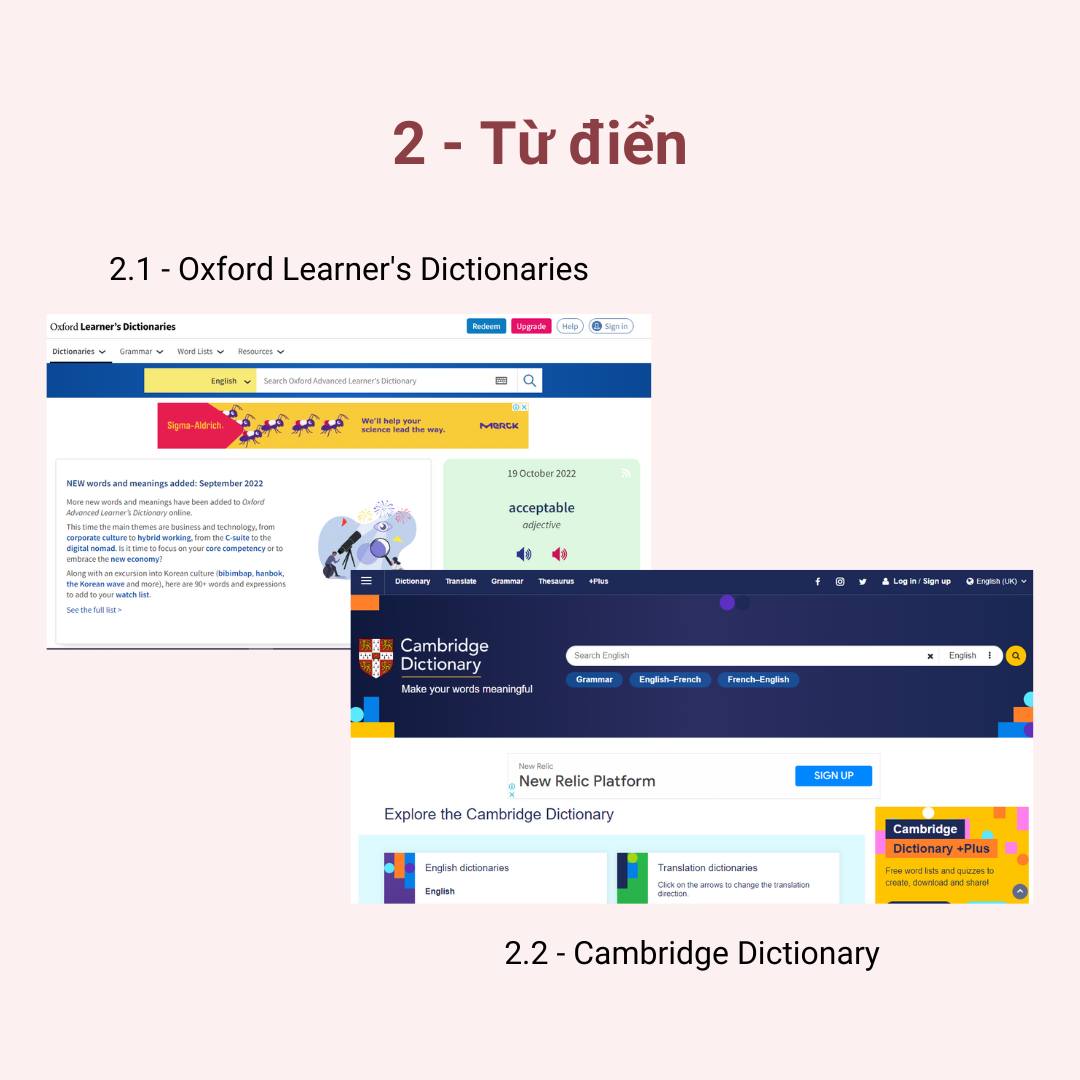 2 - Từ điển
2.1 - Oxford Learner's Dictionaries
Oxford Learner's Dictionaries
Redeem Upgrade Help Sign in
Dictionaries Grammar Word Lists Resources
English Search Oxford Advanced Learner's Dictionary
Sigma-Aldrich.
We'll help your
science lead the way.
MERCK
NEW words and meanings added: September 2022
More new words and meanings have been added to Oxford
Advanced Learner's Dictionary online.
This time the main themes are business and technology, from
corporate culture to hybrid working, from the C-suite to the
digital nomad. Is it time to focus on your core competency or to
embrace the new economy?
Along with an excursion into Korean culture (bibimbap, hanbok,
the Korean wave and more), here are 90+ words and expressions
to add to your watch list.
See the full list >
19 October 2022
acceptable
adjective
Dictionary Translate Grammar Thesaurus +Plus
Log in / Sign up English (UK)
Cambridge
Dictionary
Make your words meaningful
Search English English
Grammar English–French French–English
New Relic
New Relic Platform
SIGN UP
Explore the Cambridge Dictionary
English dictionaries
English
Translation dictionaries
Click on the arrows to change the translation
direction.
Cambridge
Dictionary +Plus
Free word lists and quizzes to
create, download and share!
2.2 - Cambridge Dictionary